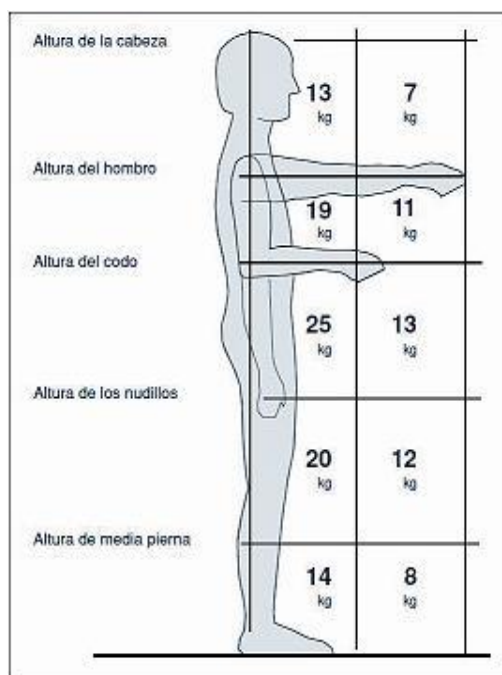 Altura de la cabeza
13 7
kg kg
Altura del hombro
19 11
kg kg
Altura del codo
25 13
kg kg
Altura de los nudillos
20 12
kg kg
Altura de media pierna
14 8
kg kg